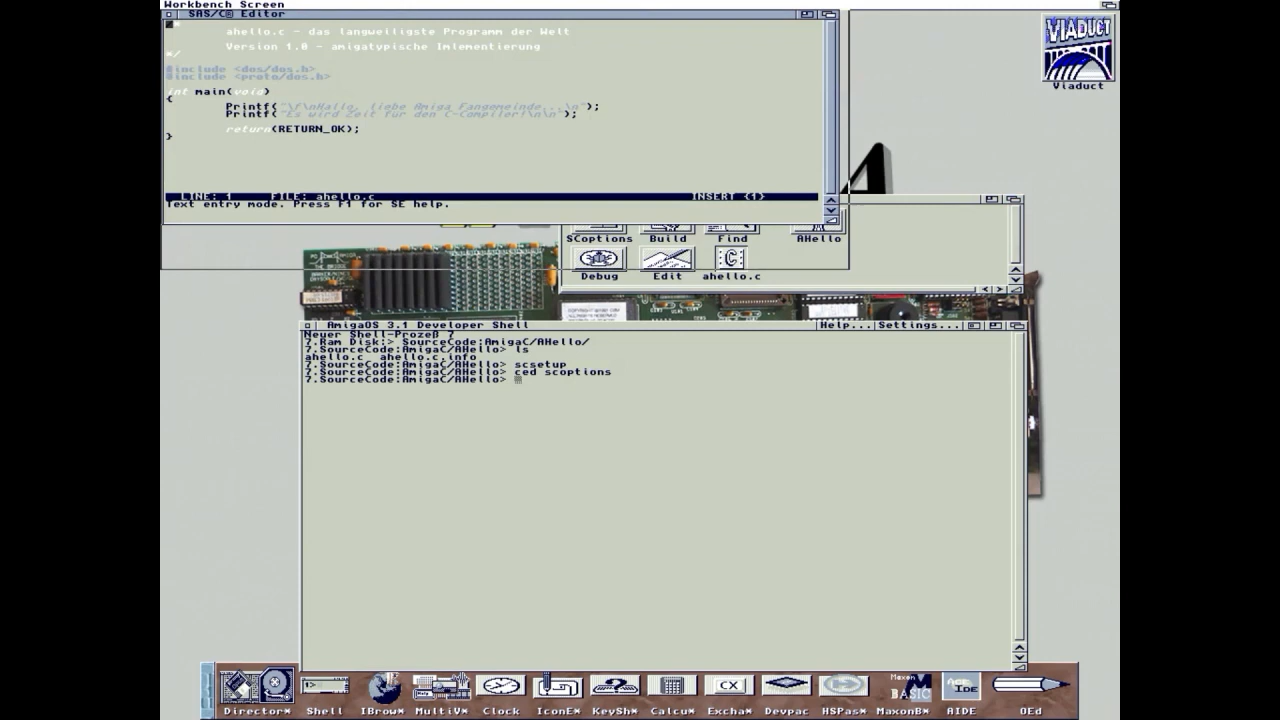 Workbench Screen
SAS/C® Editor
ahello.c - das langweiligste Programm der Welt
Version 1.0 - amigatypische Imlementierung
*/
#include <dos/dos.h>
#include <proto/dos.h>
int main(void)
{
Printf("\f\nHallo, liebe Amiga Fangemeinde...\n");
Printf("Es wird Zeit für den C-Compiler!\n\n");
return(RETURN_OK);
}
LINE: 1 FILE: ahello.c INSERT {1}
Text entry mode. Press F1 for SE help.
VIADUCT
Viaduct
A
SCoptions Build Find AHello
Debug Edit ahello.c
AmigaOS 3.1 Developer Shell Help... Settings...
Neuer Shell-Prozeß 7
7.Ram Disk:> SourceCode:AmigaC/AHello/
7.SourceCode:AmigaC/AHello> ls
ahello.c ahello.c.info
7.SourceCode:AmigaC/AHello> scsetup
7.SourceCode:AmigaC/AHello> ced scoptions
7.SourceCode:AmigaC/AHello>
1> CX Maxon BASIC IDE
Director* Shell IBrow* MultiV* Clock IconE* KeySh* Calcu* Excha* Devpac HSPas* MaxonB* AIDE OEd